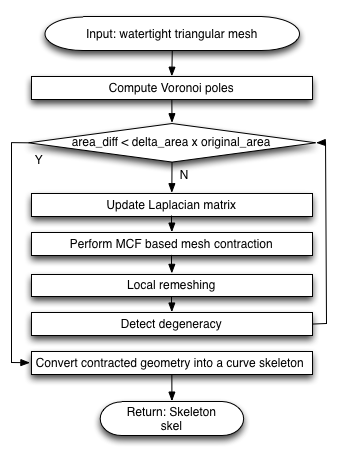 Input: watertight triangular mesh
Compute Voronoi poles
area_diff < delta_area x original_area
Y
N
Update Laplacian matrix
Perform MCF based mesh contraction
Local remeshing
Detect degeneracy
Convert contracted geometry into a curve skeleton
Return: Skeleton
skel